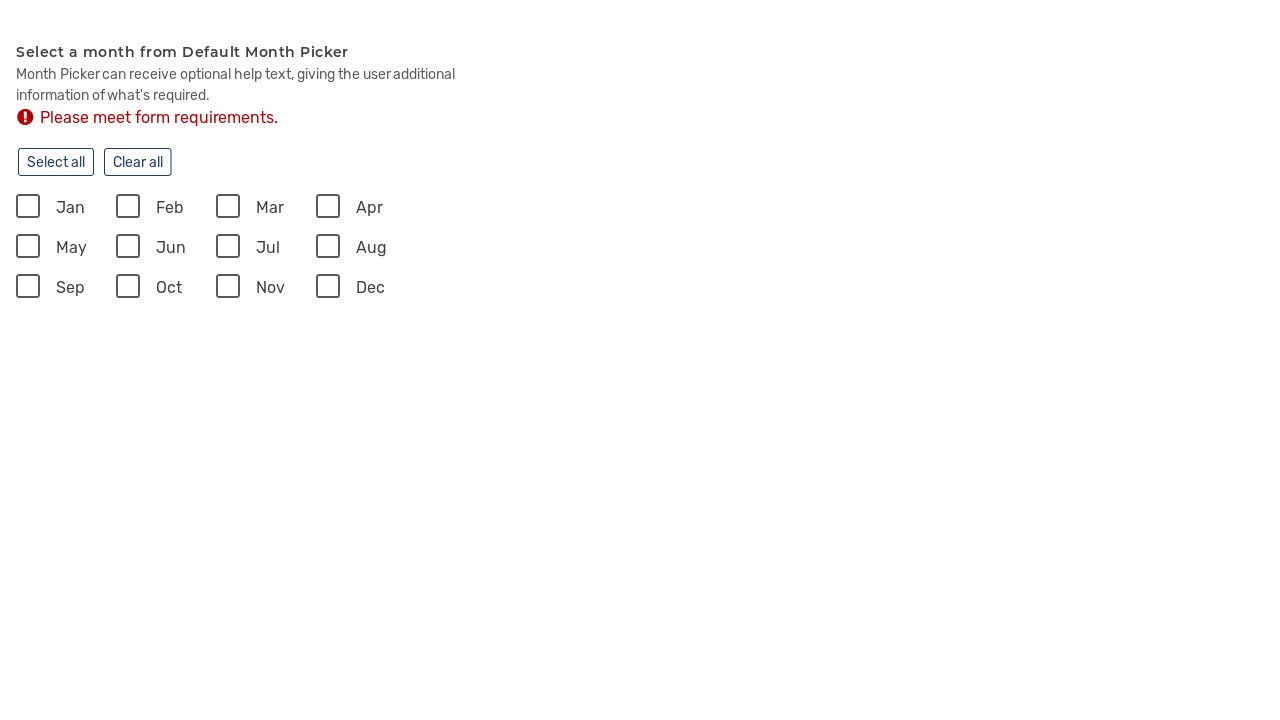 Select a month from Default Month Picker
Month Picker can receive optional help text, giving the user additional
information of what's required.
Please meet form requirements.
Select all Clear all
Jan Feb Mar Apr
May Jun Jul Aug
Sep Oct Nov Dec